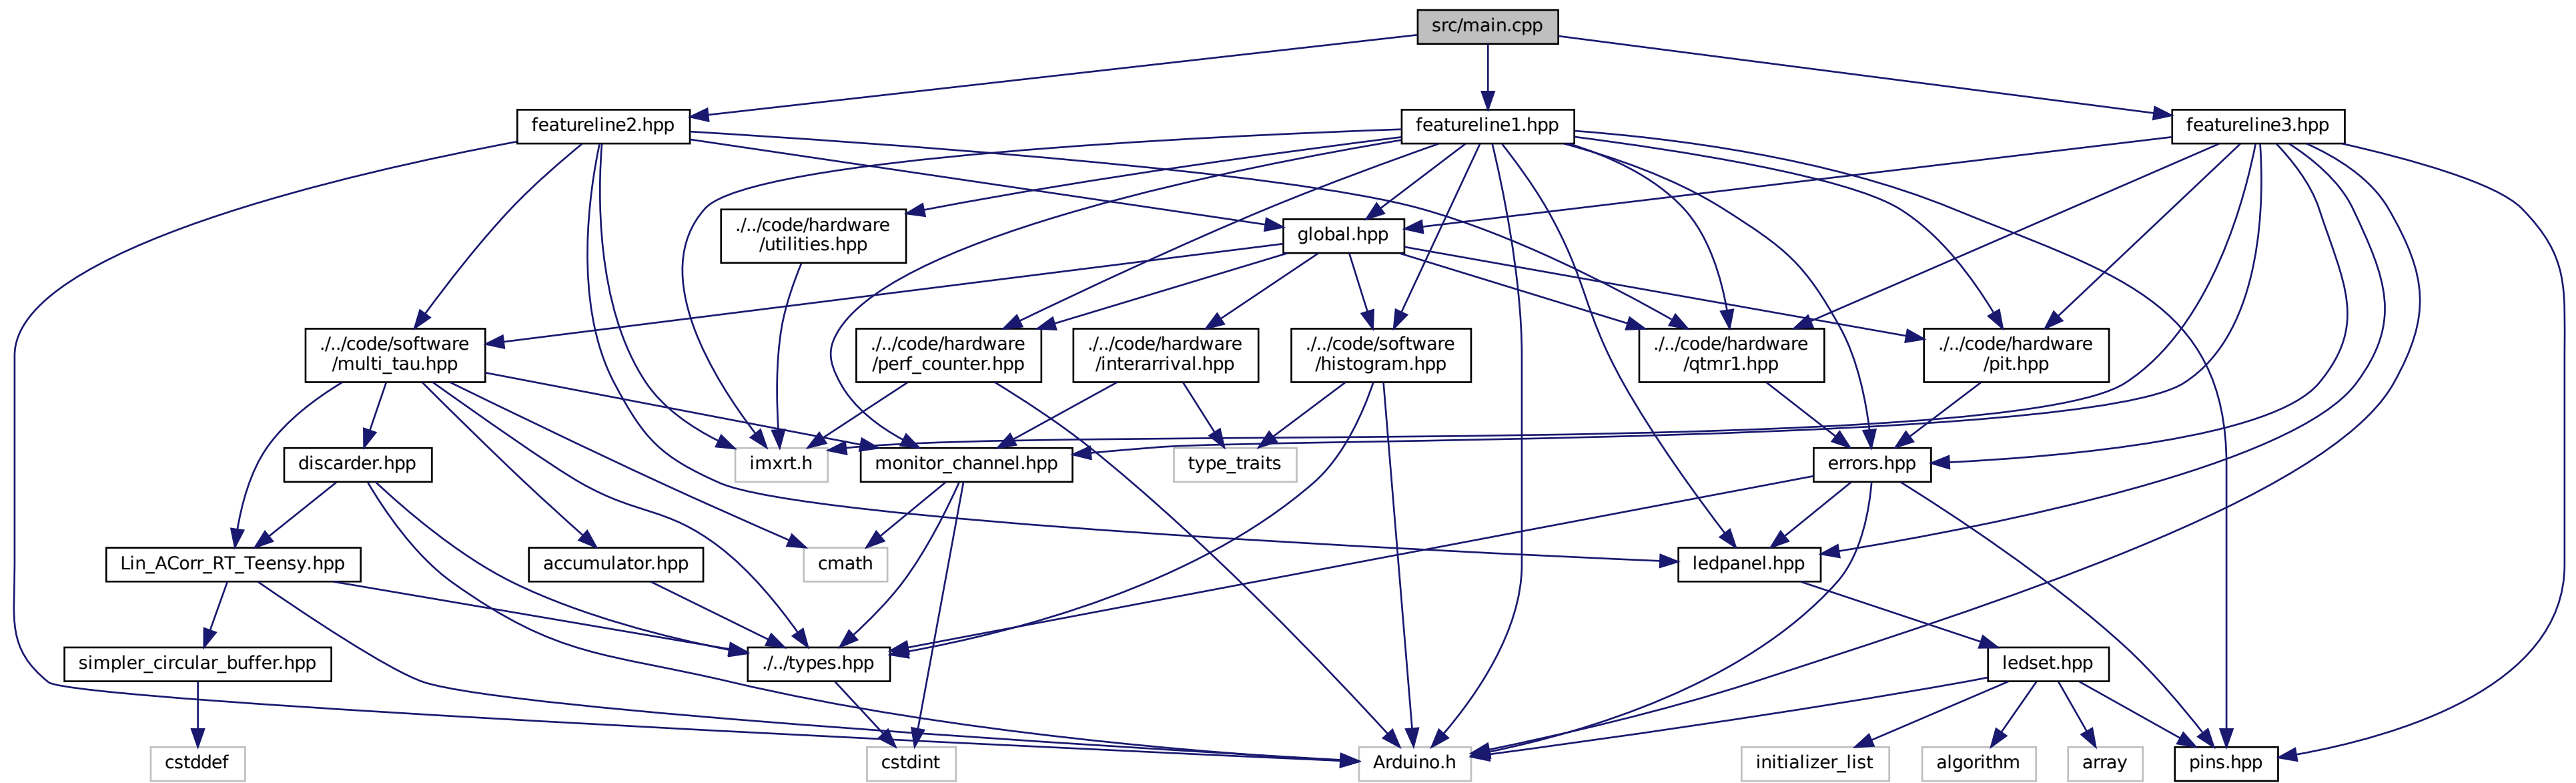 src/main.cpp
featureline2.hpp
featureline1.hpp
featureline3.hpp
./../code/hardware
/utilities.hpp
global.hpp
./../code/software
/multi_tau.hpp
./../code/hardware
/perf_counter.hpp
./../code/hardware
/interarrival.hpp
./../code/software
/histogram.hpp
./../code/hardware
/qtmr1.hpp
./../code/hardware
/pit.hpp
discarder.hpp
imxrt.h
monitor_channel.hpp
type_traits
errors.hpp
Lin_ACorr_RT_Teensy.hpp
accumulator.hpp
cmath
ledpanel.hpp
simpler_circular_buffer.hpp
./../types.hpp
ledset.hpp
cstddef
cstdint
Arduino.h
initializer_list
algorithm
array
pins.hpp